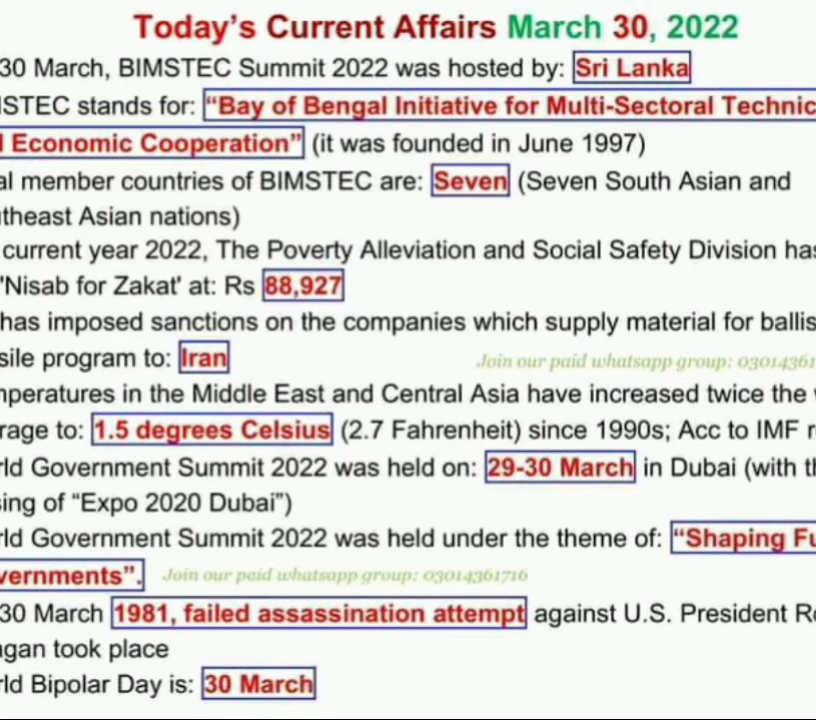 Today's Current Affairs March 30, 2022
30 March, BIMSTEC Summit 2022 was hosted by: Sri Lanka
ISTEC stands for: “Bay of Bengal Initiative for Multi-Sectoral Technic
l Economic Cooperation” (it was founded in June 1997)
al member countries of BIMSTEC are: Seven (Seven South Asian and
theast Asian nations)
current year 2022, The Poverty Alleviation and Social Safety Division has
'Nisab for Zakat' at: Rs 88,927
has imposed sanctions on the companies which supply material for ballis
sile program to: Iran
Join our paid whatsapp group: 03014361
nperatures in the Middle East and Central Asia have increased twice the
rage to: 1.5 degrees Celsius (2.7 Fahrenheit) since 1990s; Acc to IMF r
rld Government Summit 2022 was held on: 29-30 March in Dubai (with th
sing of “Expo 2020 Dubai”)
rld Government Summit 2022 was held under the theme of: “Shaping Fu
vernments”. Join our paid whatsapp group: 03014361716
30 March 1981, failed assassination attempt against U.S. President Ro
agan took place
rld Bipolar Day is: 30 March